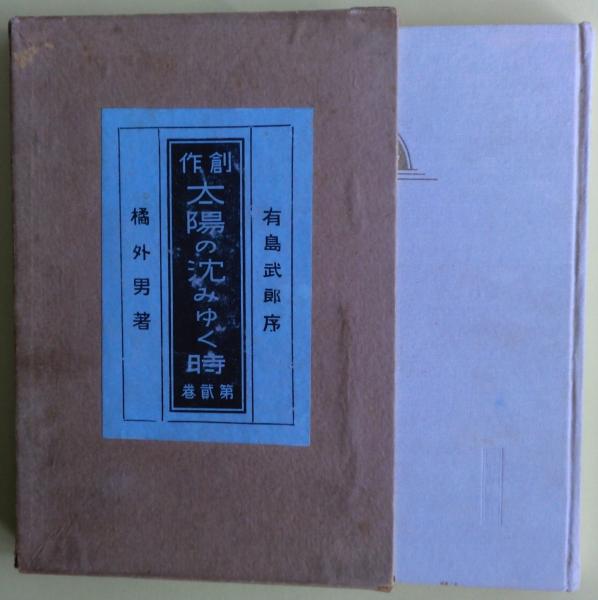 有島武郎序
創作
太陽の沈みゆく時
第貳卷
橘外男著